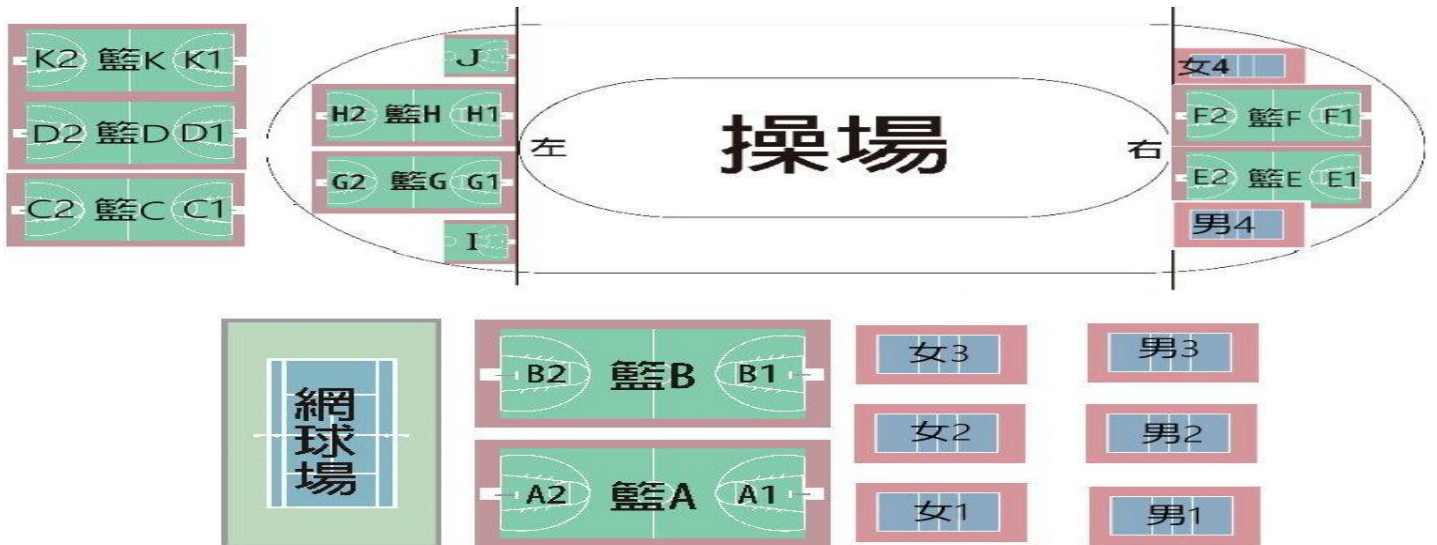 K2 籃K K1
D2 籃D D1
C2 籃C C1
J
H2 籃H H1
G2 籃G G1
I
左
操場
右
女4
F2 籃F F1
E2 籃E E1
男4
網球場
B2 籃B B1
A2 籃A A1
女3
男3
女2
男2
女1
男1